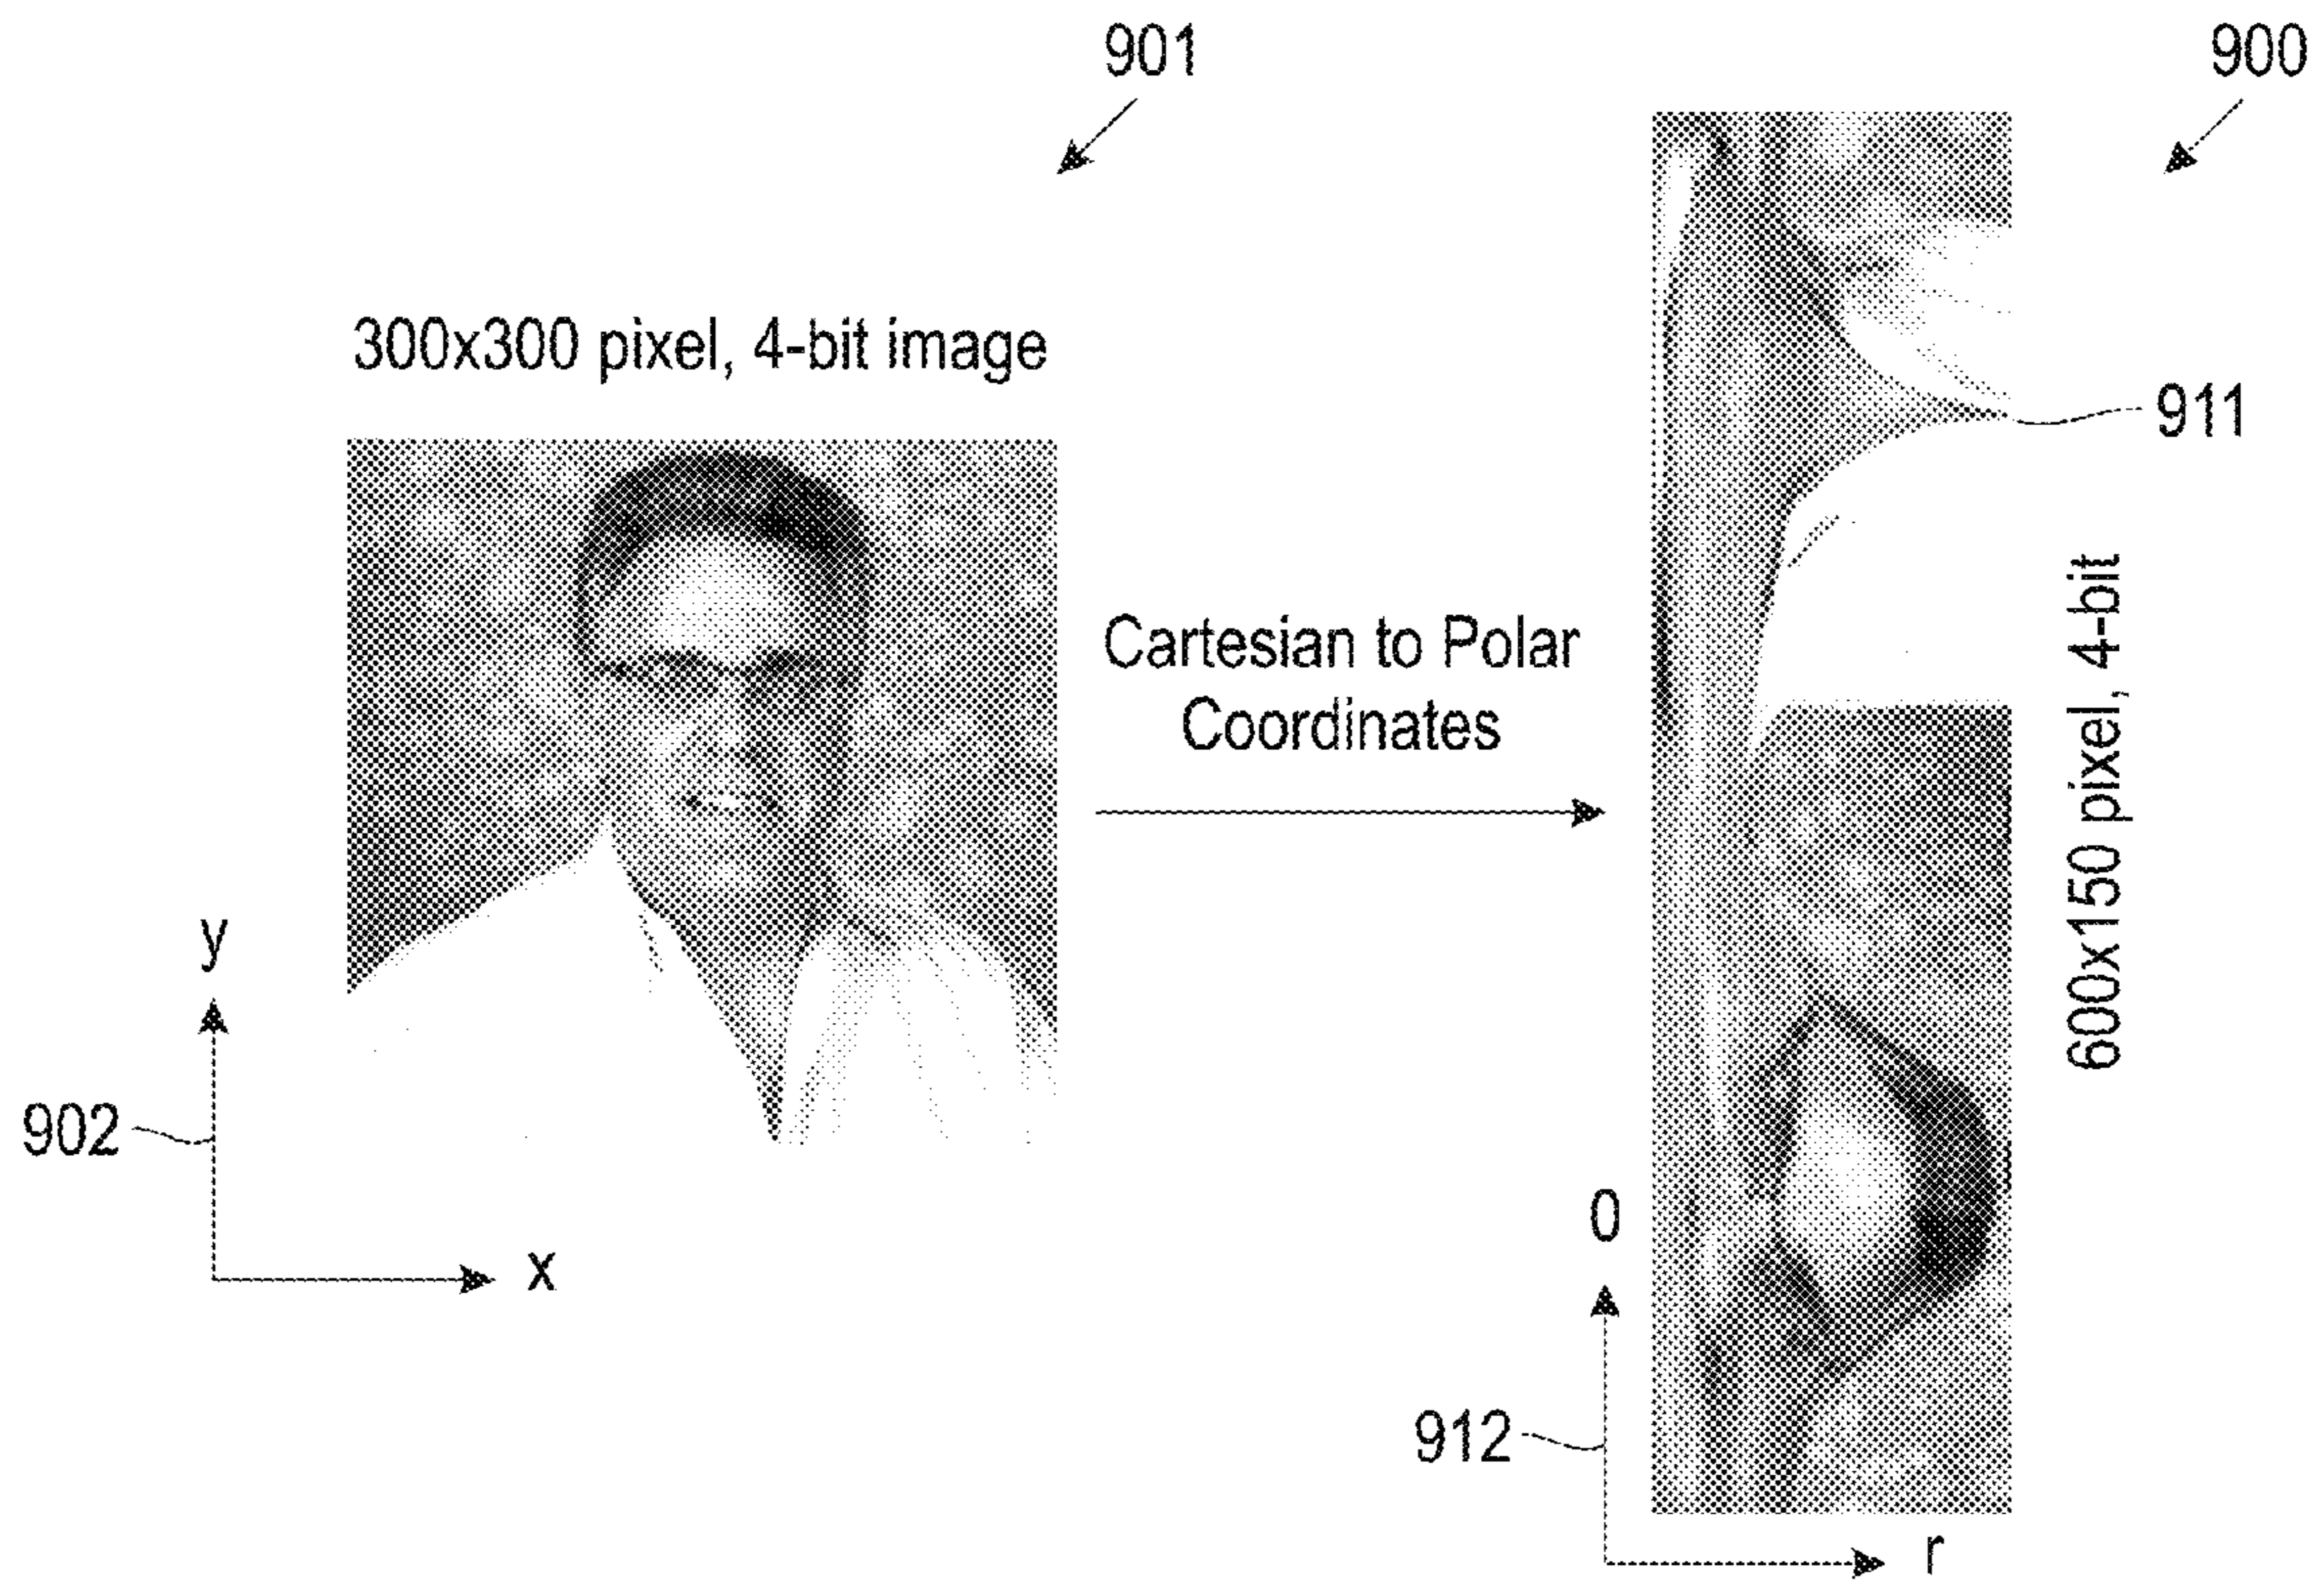 901
900
300x300 pixel, 4-bit image
911
Cartesian to Polar
Coordinates
600x150 pixel, 4-bit
y
902
x
0
912
r